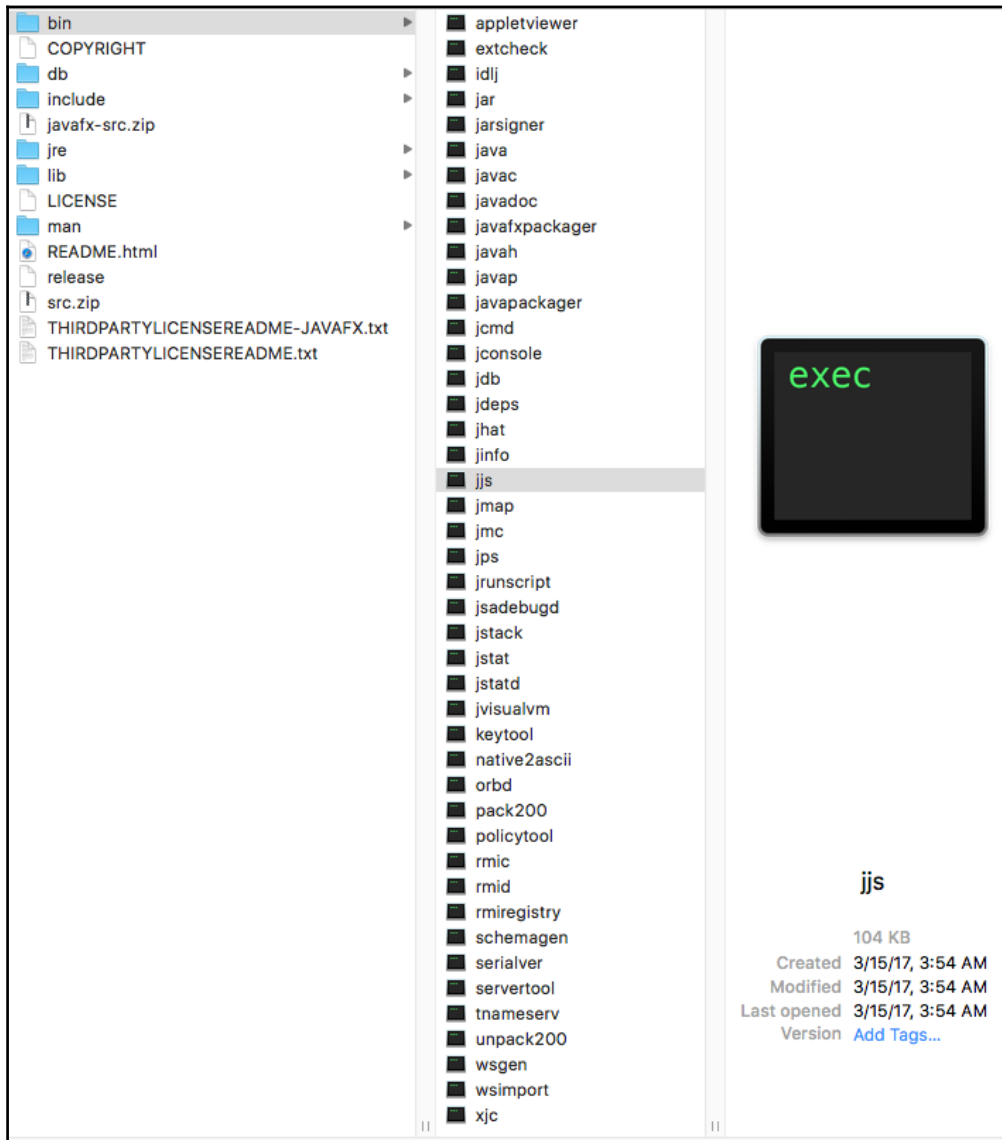 bin
COPYRIGHT
db
include
javafx-src.zip
jre
lib
LICENSE
man
README.html
release
src.zip
THIRDPARTYLICENSEREADME-JAVAFX.txt
THIRDPARTYLICENSEREADME.txt
appletviewer
extcheck
idlj
jar
jarsigner
java
javac
javadoc
javafxpackager
javah
javap
javapackager
jcmd
jconsole
jdb
jdeps
jhat
jinfo
jjs
jmap
jmc
jps
jrunscript
jsadebugd
jstack
jstat
jstatd
jvisualvm
keytool
native2ascii
orbd
pack200
policytool
rmic
rmid
rmiregistry
schemagen
serialver
servertool
tnameserv
unpack200
wsgen
wsimport
xjc
exec
jjs
104 KB
Created 3/15/17, 3:54 AM
Modified 3/15/17, 3:54 AM
Last opened 3/15/17, 3:54 AM
Version Add Tags...